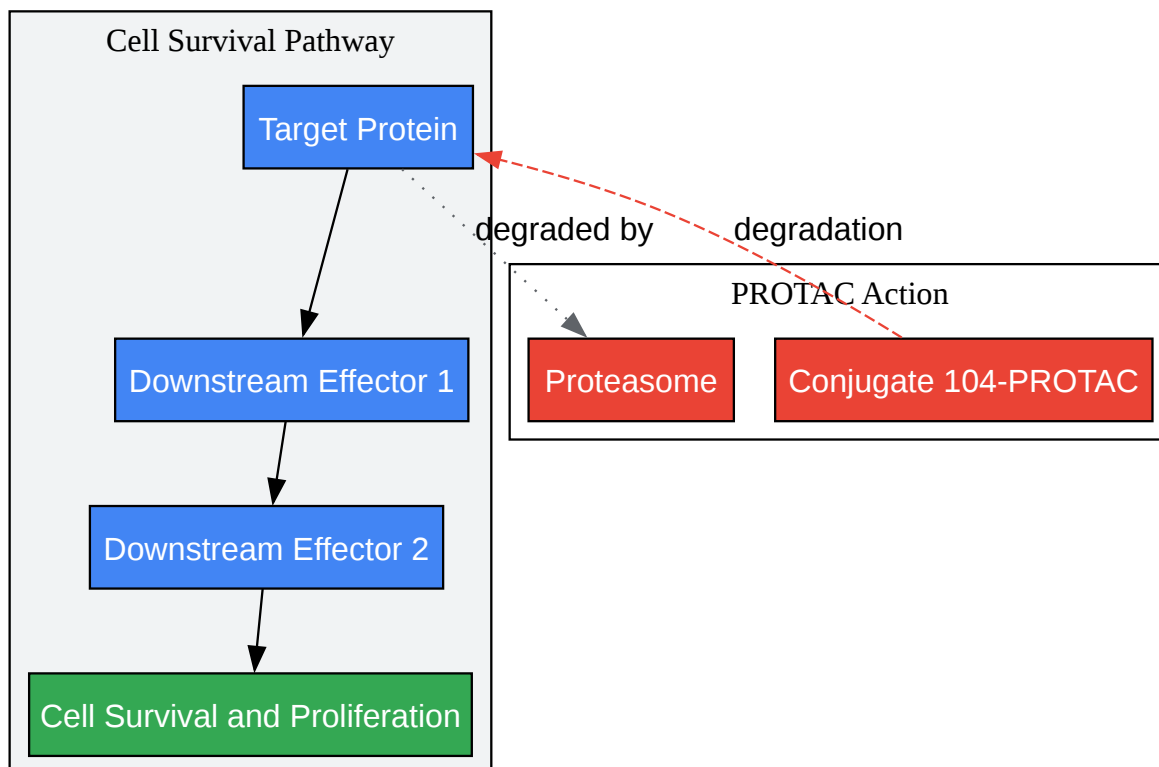 Cell Survival Pathway
Target Protein
degraded by
degradation
PROTAC Action
Downstream Effector 1
Proteasome
Conjugate 104-PROTAC
Downstream Effector 2
Cell Survival and Proliferation